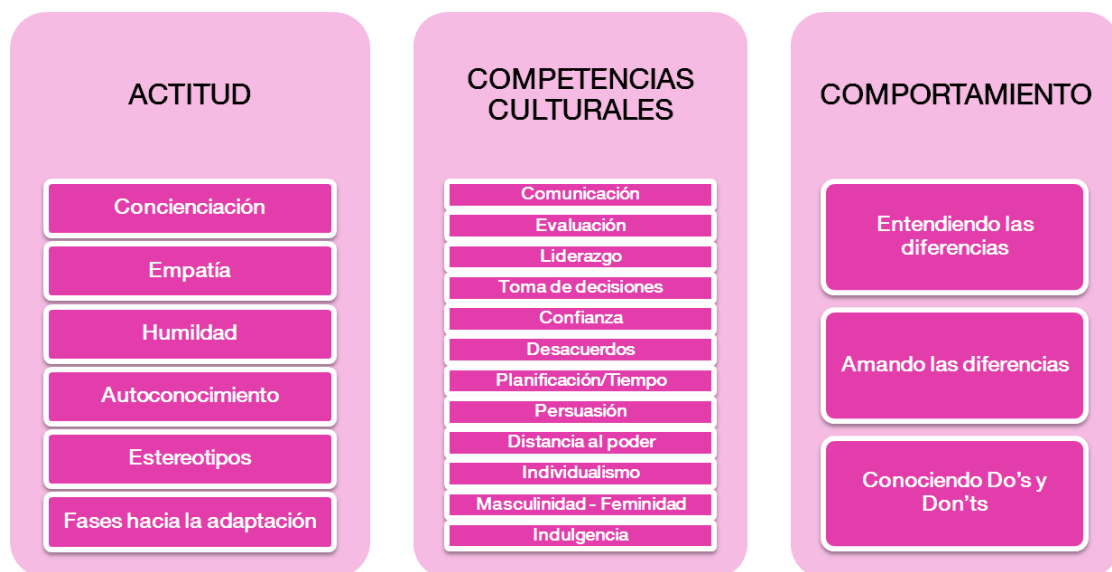 ACTITUD
Concienciación
Empatía
Humildad
Autoconocimiento
Estereotipos
Fases hacia la adaptación
COMPETENCIAS
CULTURALES
Comunicación
Evaluación
Liderazgo
Toma de decisiones
Confianza
Desacuerdos
Planificación/Tiempo
Persuasión
Distancia al poder
Individualismo
Masculinidad - Feminidad
Indulgencia
COMPORTAMIENTO
Entendiendo las
diferencias
Amando las diferencias
Conociendo Do's y
Don'ts